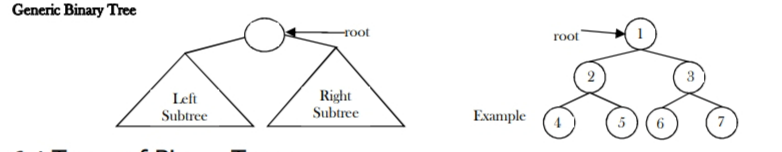 Generic Binary Tree
root
Left
Subtree
Right
Subtree
root
1
2
3
Example
4
5
6
7